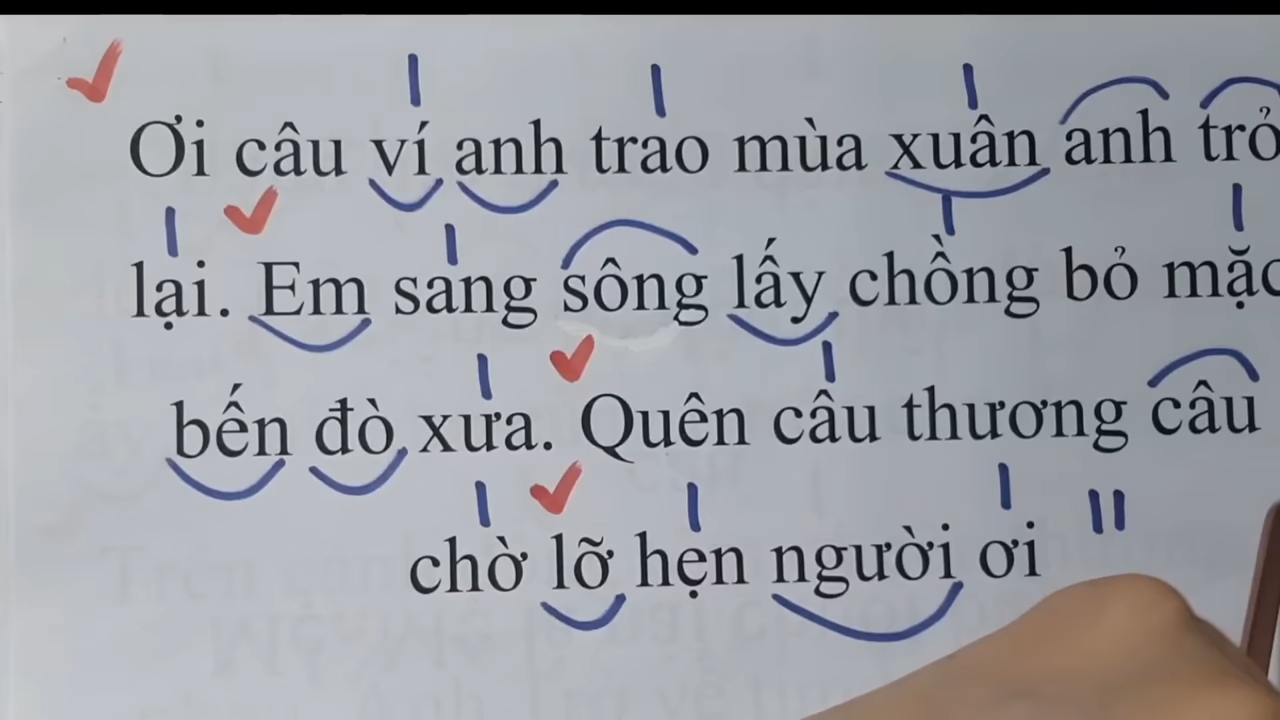 Ơi câu ví anh trao mùa xuân anh trở
lại. Em sang sông lấy chồng bỏ mặc
bến đò xưa. Quên câu thương câu
chờ lỡ hẹn người ơi